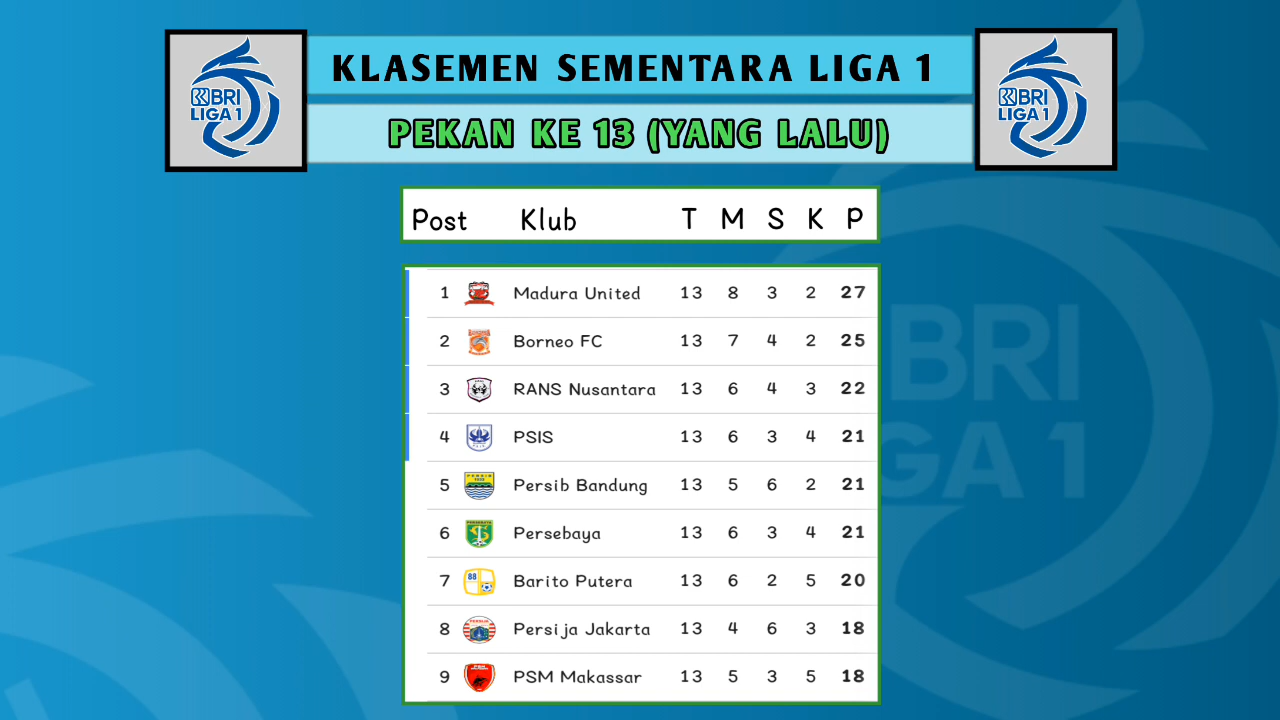 KLASEMEN SEMENTARA LIGA 1
PEKAN KE 13 (YANG LALU)
BRI
LIGA 1
BRI
LIGA 1
Post Klub T M S K P
1 Madura United 13 8 3 2 27
2 Borneo FC 13 7 4 2 25
3 RANS Nusantara 13 6 4 3 22
4 PSIS 13 6 3 4 21
5 Persib Bandung 13 5 6 2 21
6 Persebaya 13 6 3 4 21
7 88 Barito Putera 13 6 2 5 20
8 Persija Jakarta 13 4 6 3 18
9 PSM Makassar 13 5 3 5 18
BRI
LIGA 1